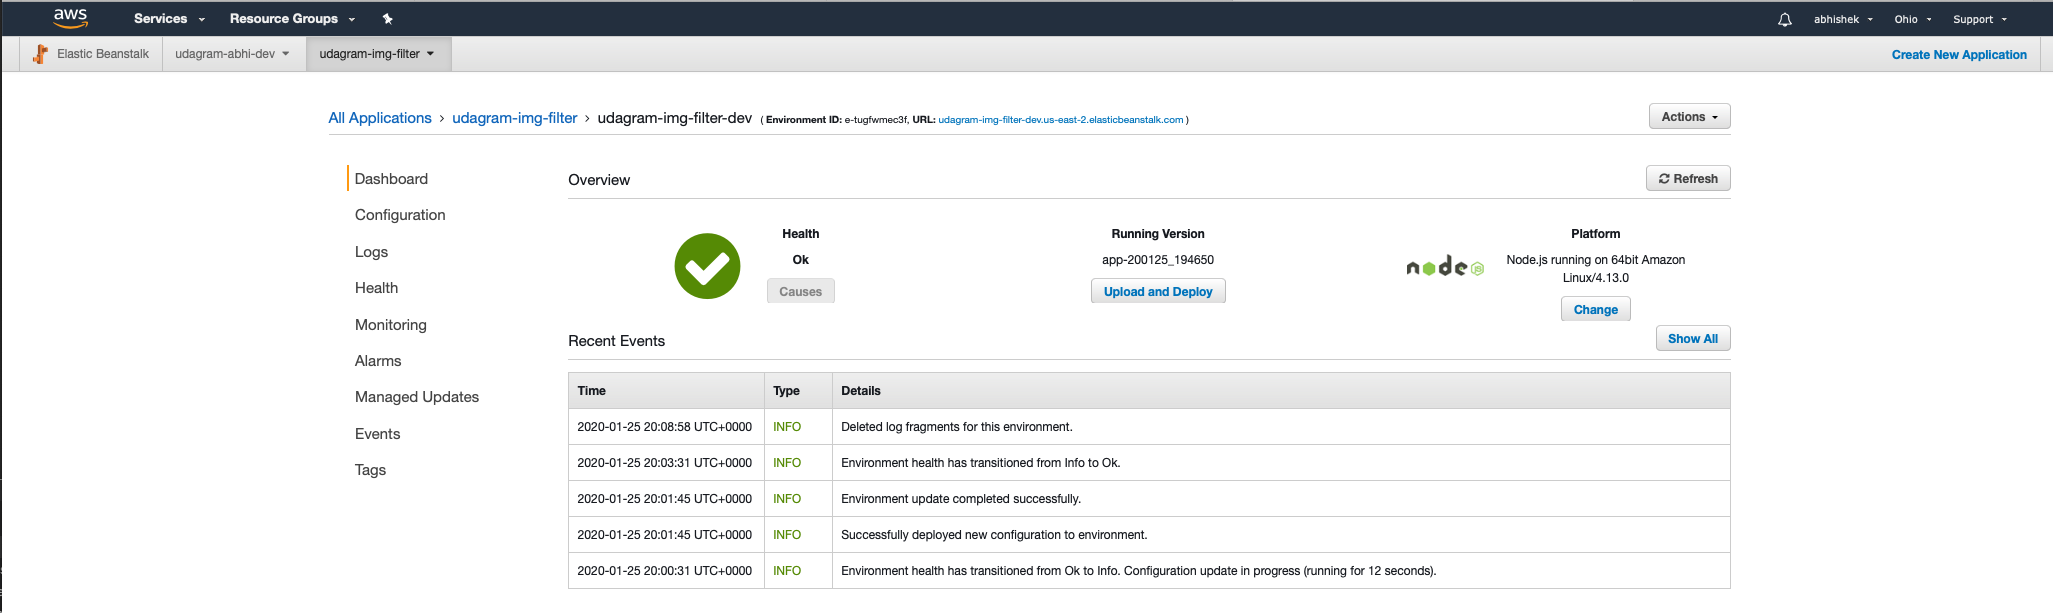 aws Services Resource Groups abhishek Ohio Support
Elastic Beanstalk udagram-abhi-dev udagram-img-filter Create New Application
All Applications › udagram-img-filter › udagram-img-filter-dev ( Environment ID: e-tugfwmec3f, URL: udagram-img-filter-dev.us-east-2.elasticbeanstalk.com ) Actions
Dashboard
Configuration
Logs
Health
Monitoring
Alarms
Managed Updates
Events
Tags
Overview Refresh
Health
Ok
Causes
Running Version
app-200125_194650
Upload and Deploy
node JS
Platform
Node.js running on 64bit Amazon
Linux/4.13.0
Change
Recent Events Show All
Time Type Details
2020-01-25 20:08:58 UTC+0000 INFO Deleted log fragments for this environment.
2020-01-25 20:03:31 UTC+0000 INFO Environment health has transitioned from Info to Ok.
2020-01-25 20:01:45 UTC+0000 INFO Environment update completed successfully.
2020-01-25 20:01:45 UTC+0000 INFO Successfully deployed new configuration to environment.
2020-01-25 20:00:31 UTC+0000 INFO Environment health has transitioned from Ok to Info. Configuration update in progress (running for 12 seconds).